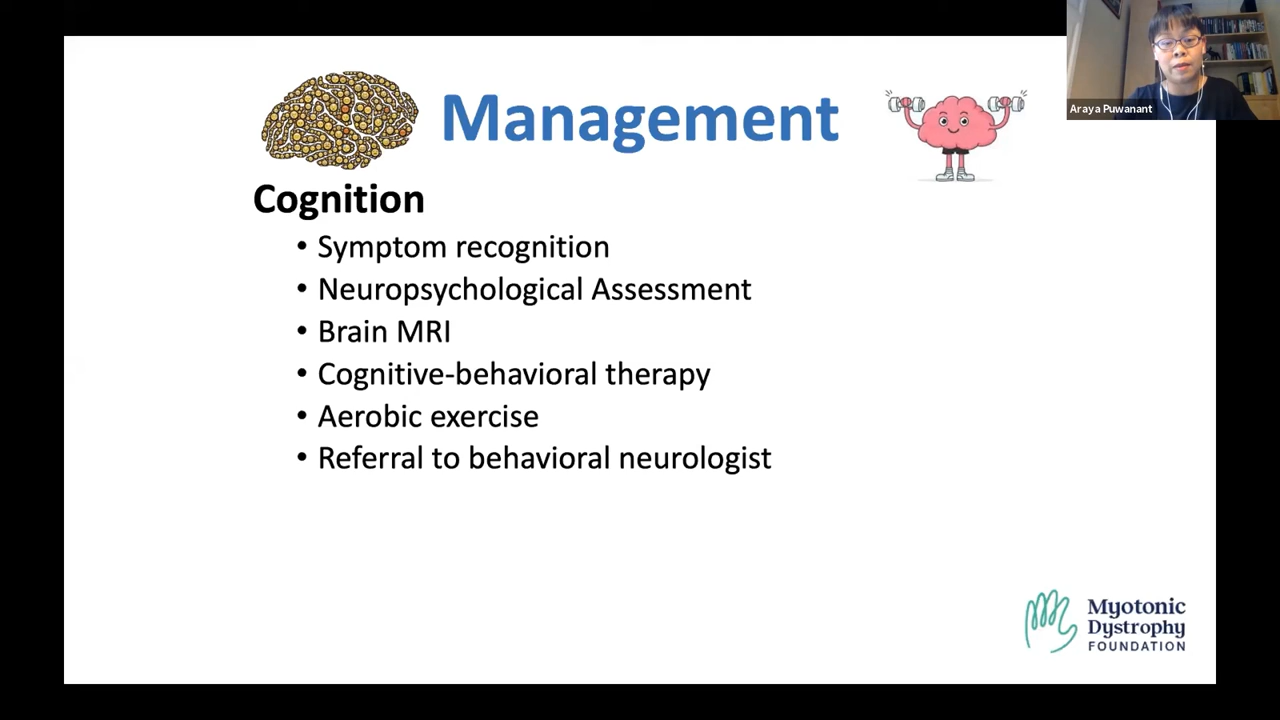 Araya Puwanant
Management
Cognition
• Symptom recognition
• Neuropsychological Assessment
• Brain MRI
• Cognitive-behavioral therapy
• Aerobic exercise
• Referral to behavioral neurologist
Myotonic
Dystrophy
FOUNDATION